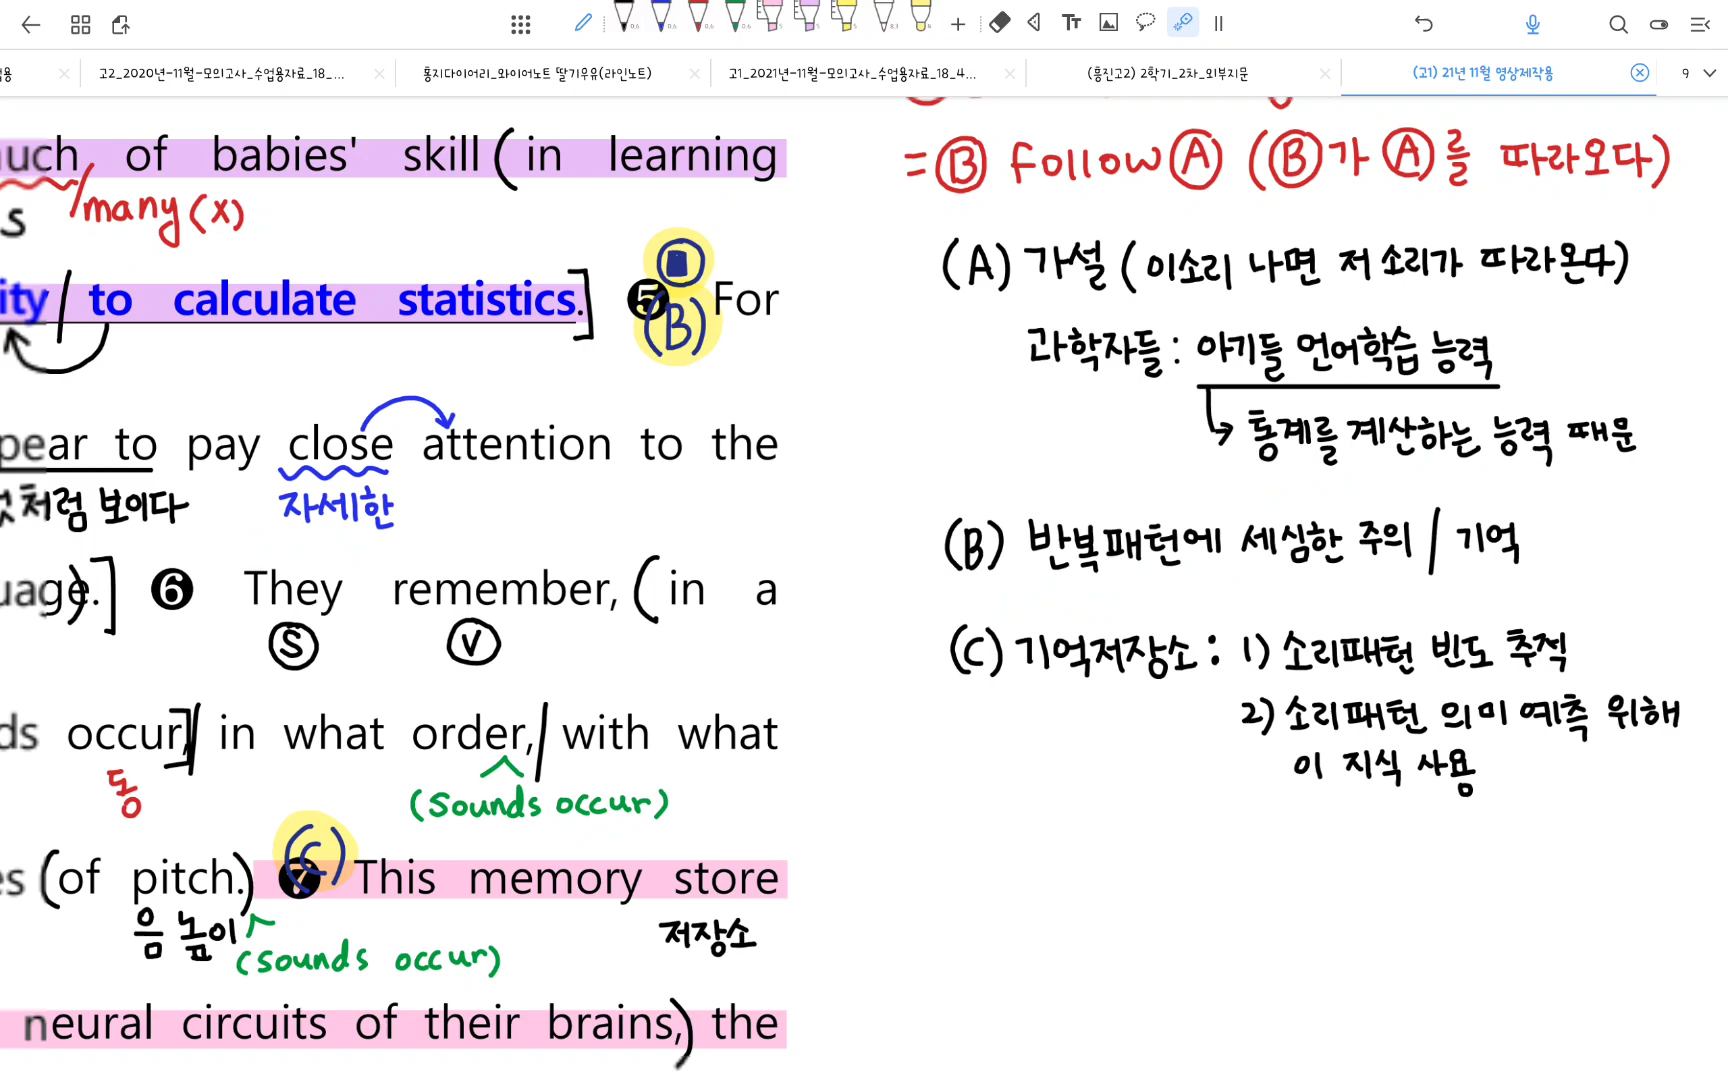 고2_2020년-11월-모의고사_수업용자료_18_...
홍지다이어리_와이어노트 딸기우유(라인노트)
고1_2021년-11월-모의고사_수업용자료_18_4...
(흥진고2) 2학기_2차_외부지문
(고1) 21년 11월 영상제작용
9
uch of babies' skill (in learning
/many(x)
s
ity / to calculate statistics.] ❺ For
(B)
pear to pay close attention to the
처럼 보이다
자세한
uage.)] ❻ They remember, (in a
S
V
ds occur,]/ in what order,/ with what
동
(sounds occur)
es (of pitch.) ❼ (C) This memory store
음 높이
(sounds occur)
저장소
neural circuits of their brains,) the
= Ⓑ Follow Ⓐ (Ⓑ가 Ⓐ를 따라오다)
(A) 가설 (이소리 나면 저 소리가 따라온다)
과학자들 : 아기들 언어학습 능력
↳ 통계를 계산하는 능력 때문
(B) 반복패턴에 세심한 주의 / 기억
(C) 기억저장소 : 1) 소리패턴 빈도 추적
2) 소리패턴 의미 예측 위해
이 지식 사용